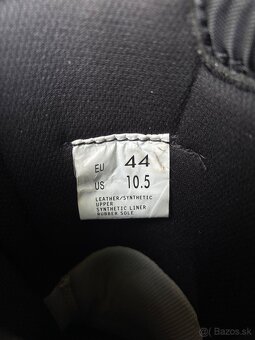 EU 44
US 10.5
LEATHER/SYNTHETIC
UPPER
SYNTHETIC LINER
RUBBER SOLE
Bazos.sk